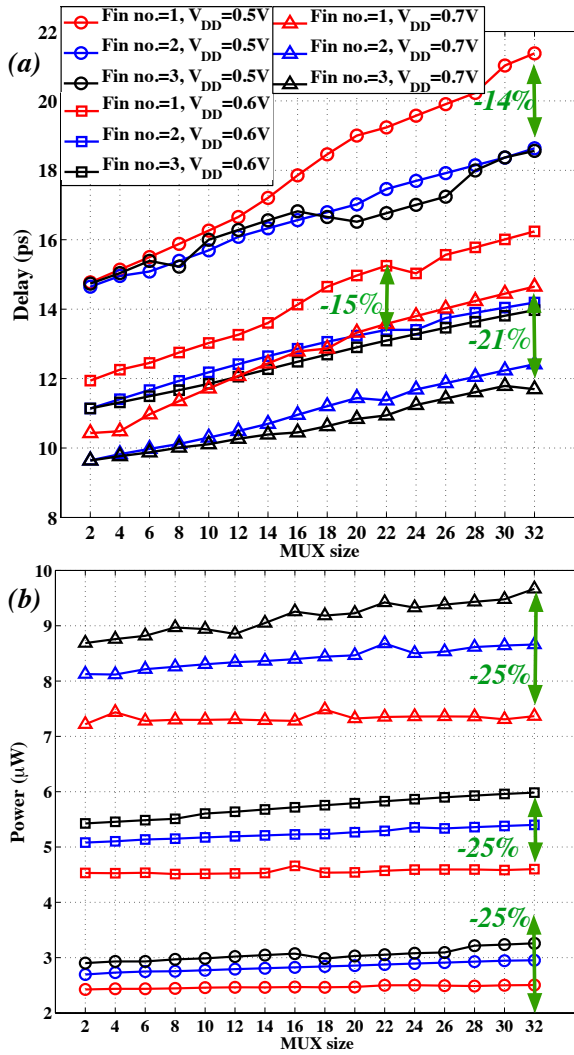 (a)
Fin no.=1, VDD=0.5V
Fin no.=2, VDD=0.5V
Fin no.=3, VDD=0.5V
Fin no.=1, VDD=0.6V
Fin no.=2, VDD=0.6V
Fin no.=3, VDD=0.6V
Fin no.=1, VDD=0.7V
Fin no.=2, VDD=0.7V
Fin no.=3, VDD=0.7V
22
20
18
16
14
12
10
8
Delay (ps)
-14%
-15%
-21%
2 4 6 8 10 12 14 16 18 20 22 24 26 28 30 32
MUX size
(b)
10
9
8
7
6
5
4
3
2
Power (μW)
-25%
-25%
-25%
2 4 6 8 10 12 14 16 18 20 22 24 26 28 30 32
MUX size